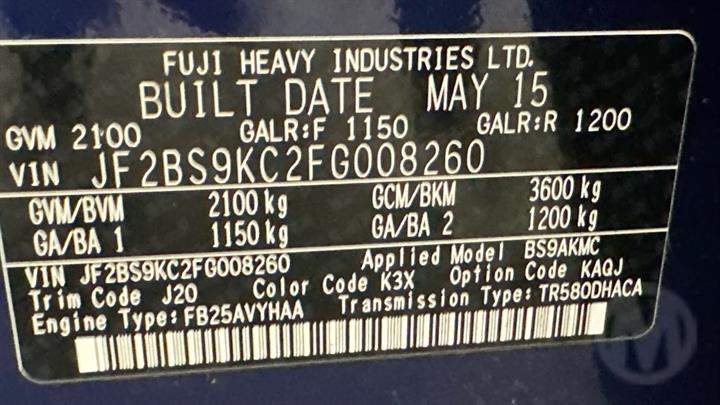 FUJI HEAVY INDUSTRIES LTD.
BUILT DATE MAY 15
GVM 2100 GALR:F 1150 GALR:R 1200
VIN JF2BS9KC2FG008260
GVM/BVM 2100 kg GCM/BKM 3600 kg
GA/BA 1 1150 kg GA/BA 2 1200 kg
VIN JF2BS9KC2FG008260 Applied Model BS9AKMC
Trim Code J20 Color Code K3X Option Code KAQJ
Engine Type: FB25AVYHAA Transmission Type: TR580DHACA
M